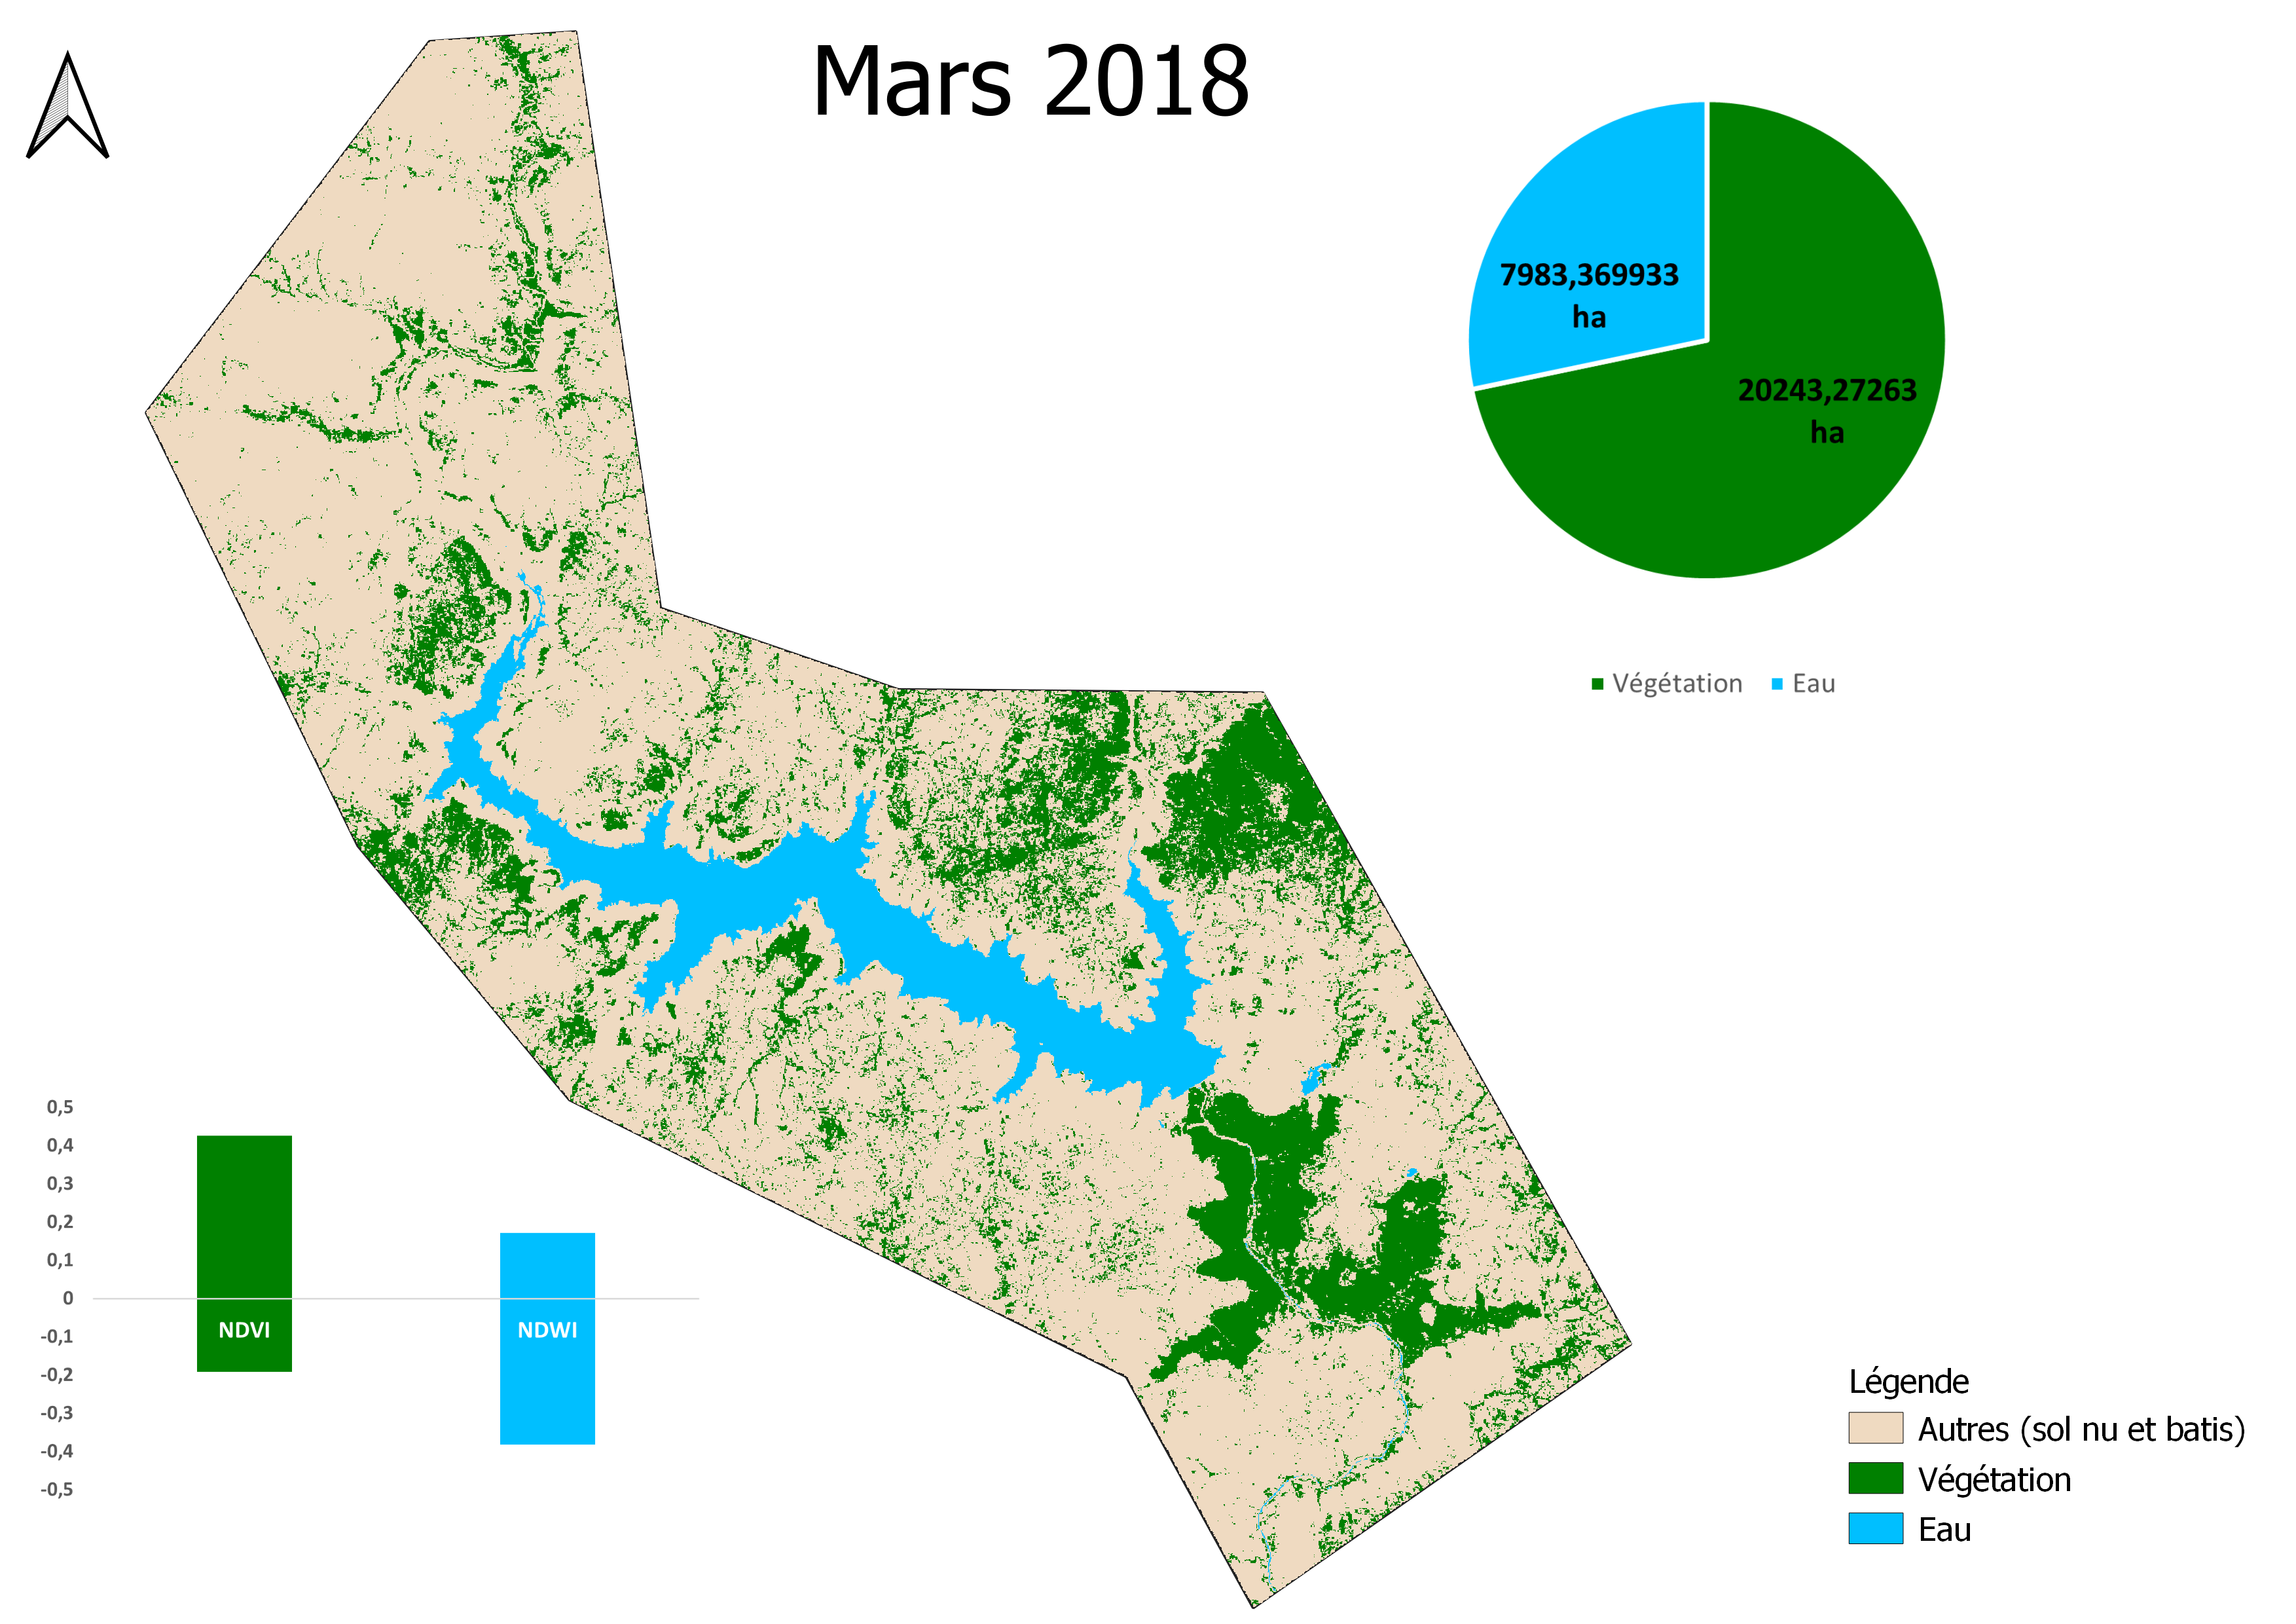 Mars 2018
7983,369933
ha
20243,27263
ha
Végétation Eau
0,5
0,4
0,3
0,2
0,1
0
-0,1
-0,2
-0,3
-0,4
-0,5
NDVI NDWI
Légende
Autres (sol nu et batis)
Végétation
Eau